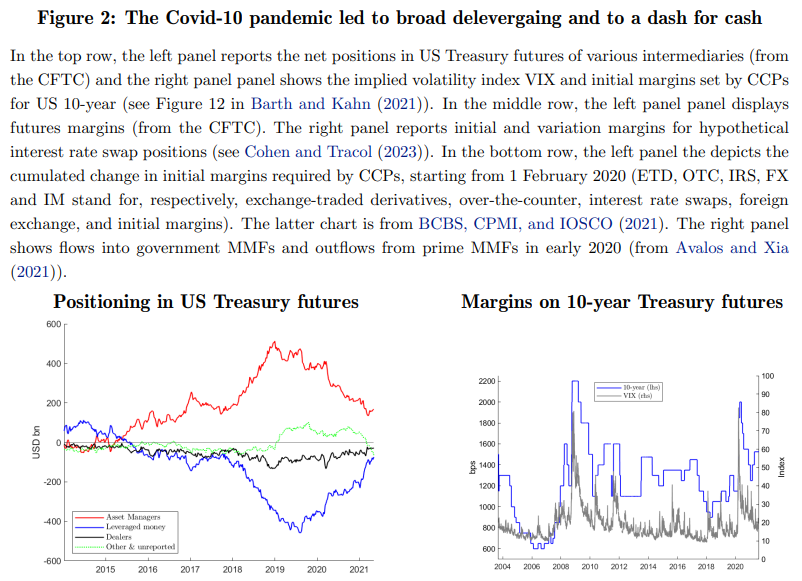 Figure 2: The Covid-10 pandemic led to broad delevergaing and to a dash for cash
In the top row, the left panel reports the net positions in US Treasury futures of various intermediaries (from
the CFTC) and the right panel panel shows the implied volatility index VIX and initial margins set by CCPs
for US 10-year (see Figure 12 in Barth and Kahn (2021)). In the middle row, the left panel panel displays
futures margins (from the CFTC). The right panel reports initial and variation margins for hypothetical
interest rate swap positions (see Cohen and Tracol (2023)). In the bottom row, the left panel the depicts the
cumulated change in initial margins required by CCPs, starting from 1 February 2020 (ETD, OTC, IRS, FX
and IM stand for, respectively, exchange-traded derivatives, over-the-counter, interest rate swaps, foreign
exchange, and initial margins). The latter chart is from BCBS, CPMI, and IOSCO (2021). The right panel
shows flows into government MMFs and outflows from prime MMFs in early 2020 (from Avalos and Xia
(2021)).
Positioning in US Treasury futures
600
400
200
0
-200
-400
-600
USD bn
2015 2016 2017 2018 2019 2020 2021
Asset Managers
Leveraged money
Dealers
Other & unreported
Margins on 10-year Treasury futures
2200
2000
1800
1600
1400
1200
1000
800
600
bps
10-year (lhs)
VIX (rhs)
100
90
80
70
60
50
40
30
20
10
0
Index
2004 2006 2008 2010 2012 2014 2016 2018 2020